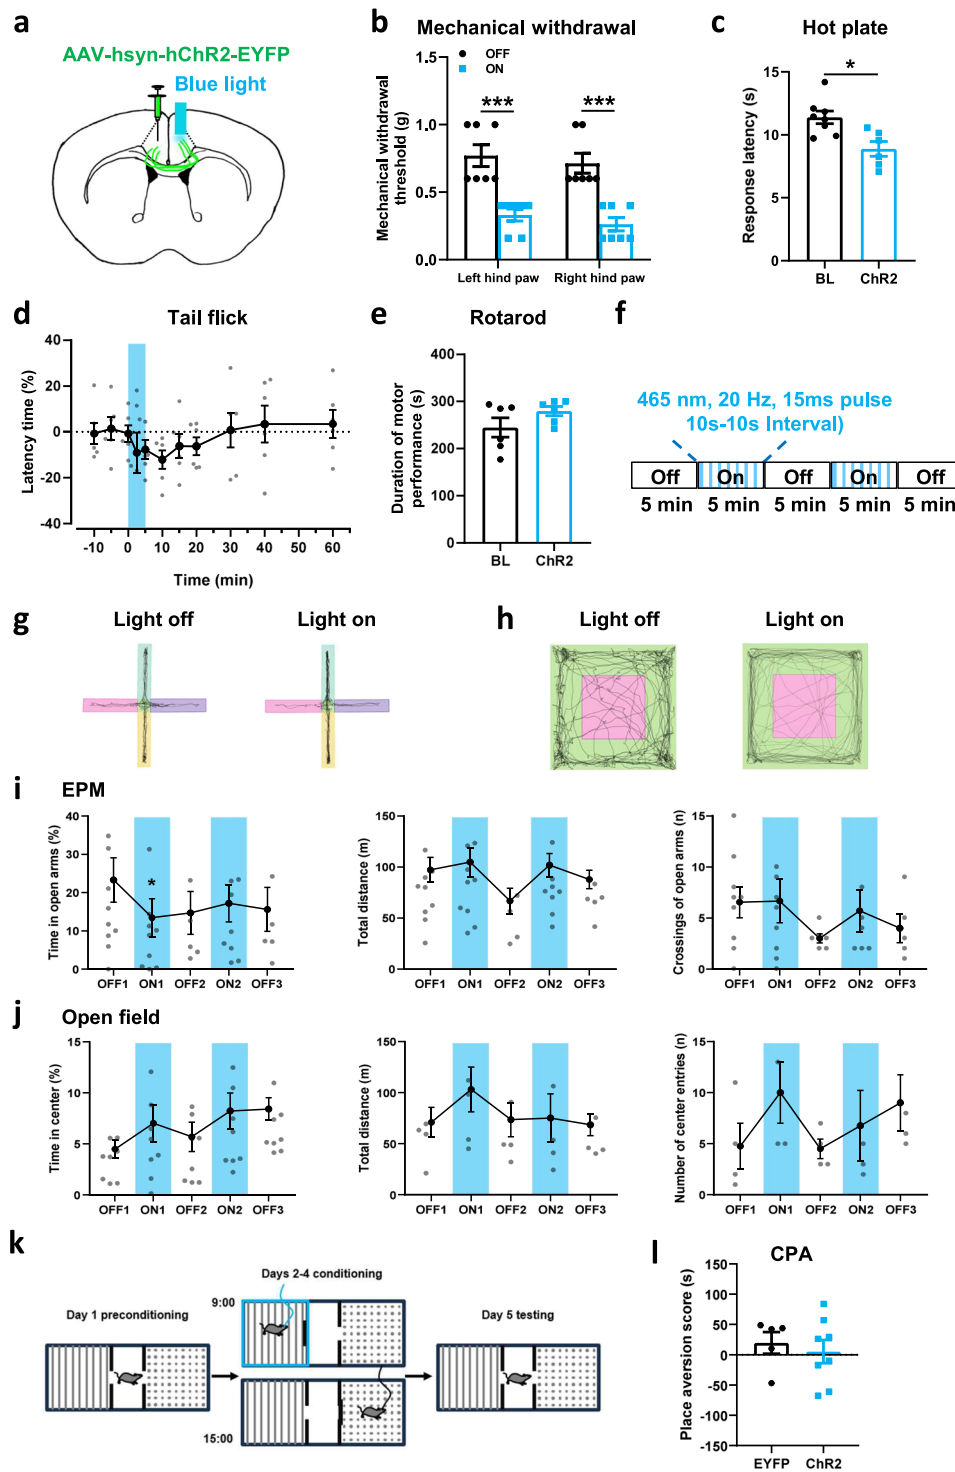 a
AAV-hsyn-hChR2-EYFP
Blue light
b
Mechanical withdrawal
OFF
ON
Mechanical withdrawal
threshold (g)
1.5
1.0
0.5
0.0
***
***
Left hind paw
Right hind paw
c
Hot plate
Response latency (s)
15
10
5
0
*
BL
ChR2
d
Tail flick
Latency time (%)
40
20
0
-20
-40
-10
0
10
20
30
40
50
60
Time (min)
e
Rotarod
Duration of motor
performance (s)
400
300
200
100
0
BL
ChR2
f
465 nm, 20 Hz, 15ms pulse
10s-10s Interval)
Off
On
Off
On
Off
5 min
5 min
5 min
5 min
5 min
g
Light off
Light on
h
Light off
Light on
i
EPM
Time in open arms (%)
40
30
20
10
0
*
OFF1
ON1
OFF2
ON2
OFF3
Total distance (m)
150
100
50
0
OFF1
ON1
OFF2
ON2
OFF3
Crossings of open arms (n)
15
10
5
0
OFF1
ON1
OFF2
ON2
OFF3
j
Open field
Time in center (%)
15
10
5
0
OFF1
ON1
OFF2
ON2
OFF3
Total distance (m)
150
100
50
0
OFF1
ON1
OFF2
ON2
OFF3
Number of center entries (n)
15
10
5
0
OFF1
ON1
OFF2
ON2
OFF3
k
Day 1 preconditioning
Days 2-4 conditioning
9:00
15:00
Day 5 testing
l
CPA
Place aversion score (s)
150
100
50
0
-50
-100
-150
EYFP
ChR2